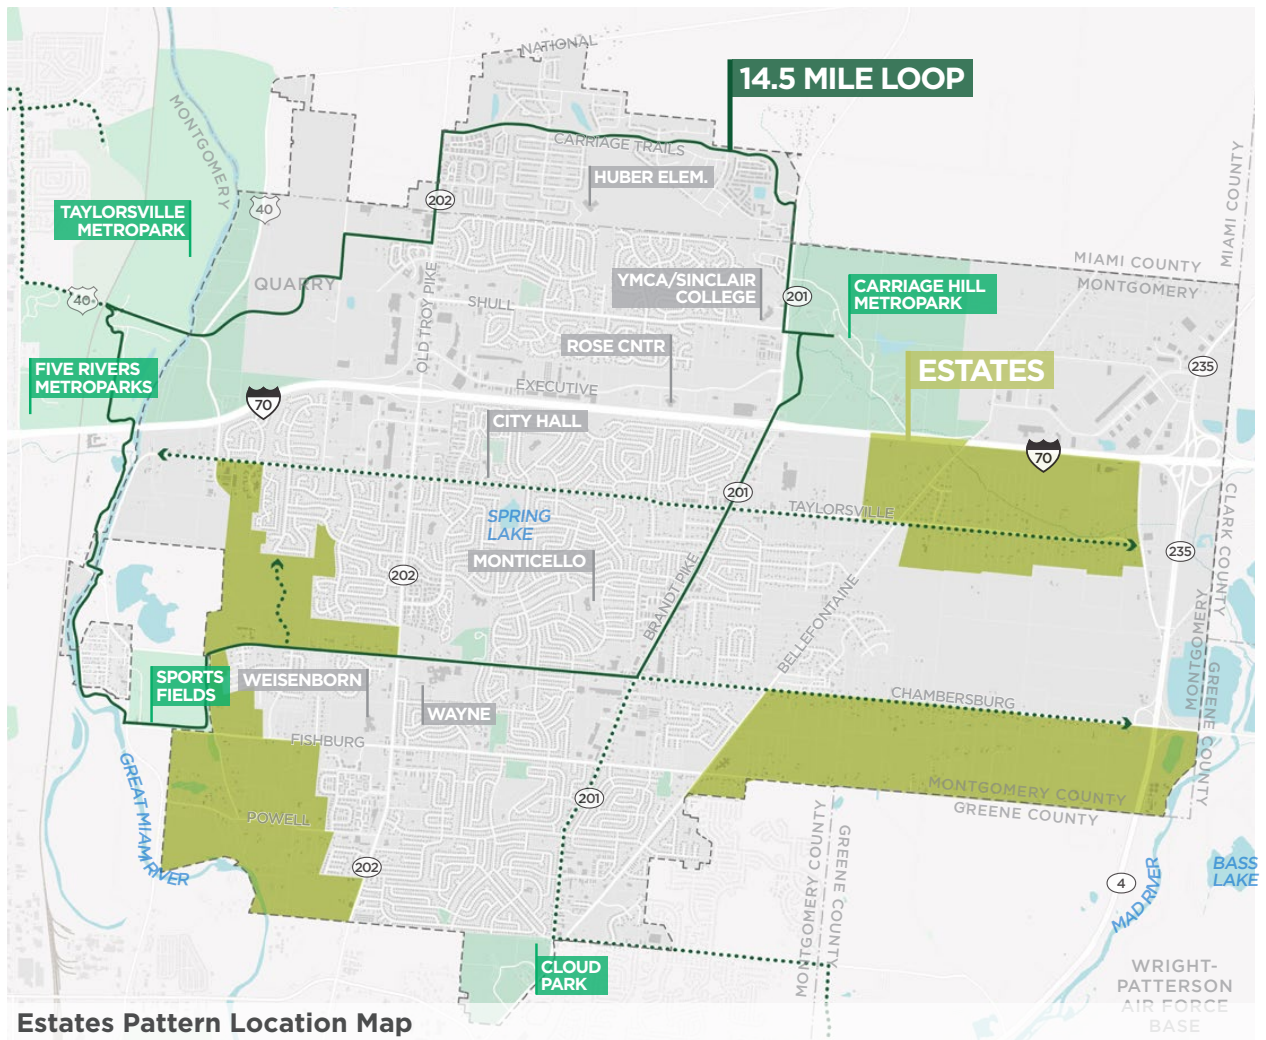 NATIONAL
14.5 MILE LOOP
MONTGOMERY
CARRIAGE TRAILS
HUBER ELEM.
MIAMI COUNTY
202
40
TAYLORSVILLE
METROPARK
MIAMI COUNTY
MONTGOMERY
QUARRY
YMCA/SINCLAIR
COLLEGE
201
CARRIAGE HILL
METROPARK
40
SHULL
OLD TROY PIKE
ROSE CNTR
235
FIVE RIVERS
METROPARKS
ESTATES
EXECUTIVE
70
CITY HALL
70
201
TAYLORSVILLE
SPRING
LAKE
CLARK COUNTY
235
MONTICELLO
202
BRANDT PIKE
BELLEFONTAINE
MONTGOMERY
GREENE COUNTY
SPORTS
FIELDS
WEISENBORN
CHAMBERSBURG
WAYNE
FISHBURG
GREAT MIAMI
RIVER
201
MONTGOMERY COUNTY
GREENE COUNTY
POWELL
202
MONTGOMERY COUNTY
GREENE COUNTY
4
MAD RIVER
BASS
LAKE
CLOUD
PARK
WRIGHT-
PATTERSON
AIR FORCE
BASE
Estates Pattern Location Map